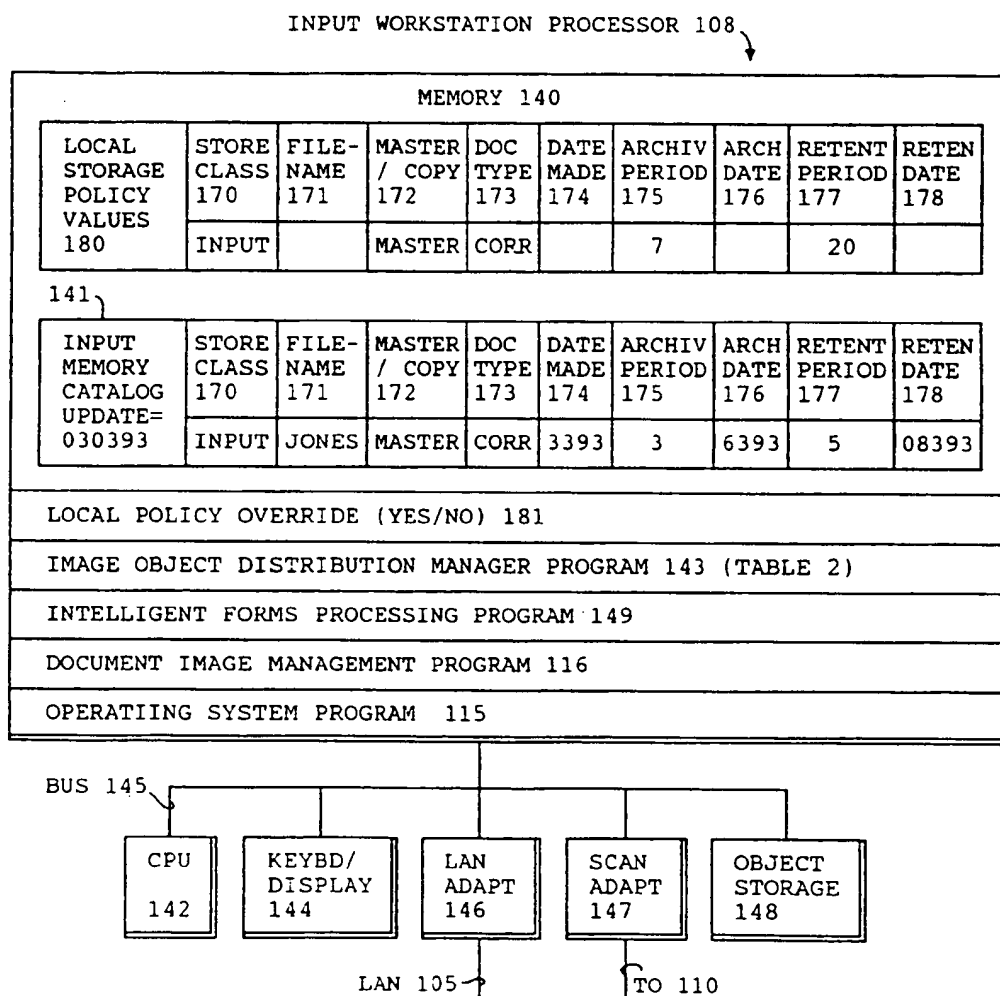 INPUT WORKSTATION PROCESSOR 108
MEMORY 140
LOCAL STORAGE POLICY VALUES 180 | STORE CLASS 170 | FILE-NAME 171 | MASTER / COPY 172 | DOC TYPE 173 | DATE MADE 174 | ARCHIV PERIOD 175 | ARCH DATE 176 | RETENT PERIOD 177 | RETEN DATE 178
INPUT MASTER CORR 7 20
141
INPUT MEMORY CATALOG UPDATE= 030393 | STORE CLASS 170 | FILE-NAME 171 | MASTER / COPY 172 | DOC TYPE 173 | DATE MADE 174 | ARCHIV PERIOD 175 | ARCH DATE 176 | RETENT PERIOD 177 | RETEN DATE 178
INPUT JONES MASTER CORR 3393 3 6393 5 08393
LOCAL POLICY OVERRIDE (YES/NO) 181
IMAGE OBJECT DISTRIBUTION MANAGER PROGRAM 143 (TABLE 2)
INTELLIGENT FORMS PROCESSING PROGRAM 149
DOCUMENT IMAGE MANAGEMENT PROGRAM 116
OPERATIING SYSTEM PROGRAM 115
BUS 145
CPU 142
KEYBD/ DISPLAY 144
LAN ADAPT 146
SCAN ADAPT 147
OBJECT STORAGE 148
LAN 105
TO 110